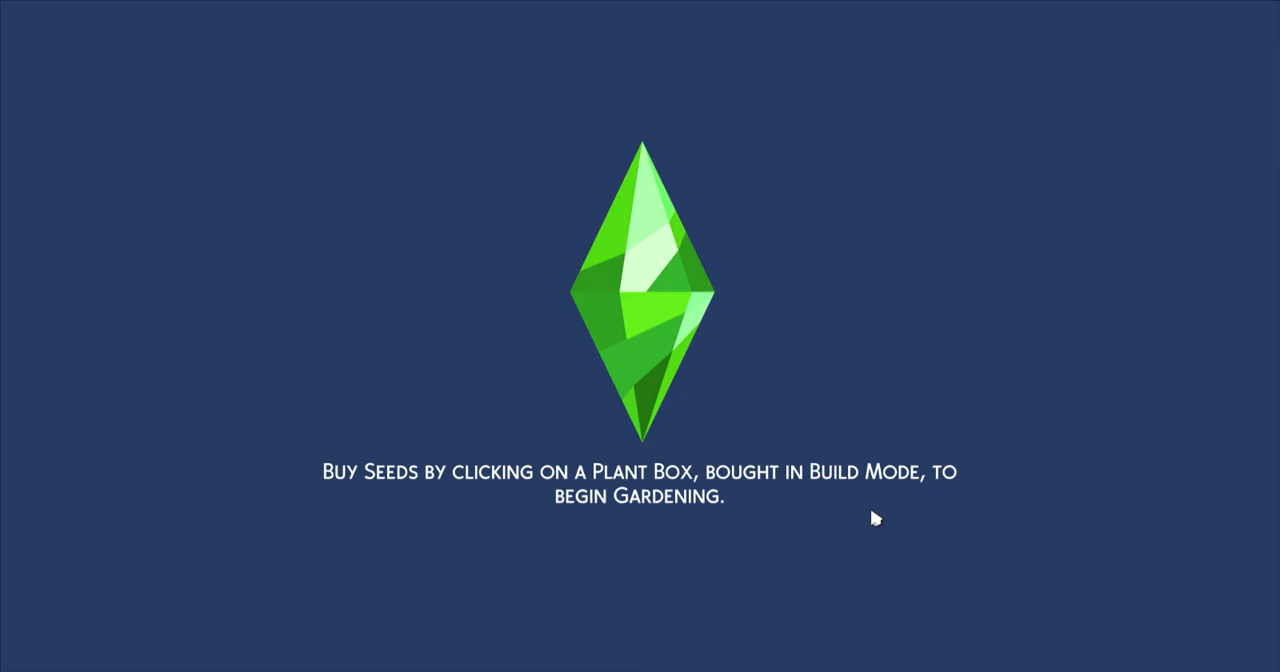 Buy Seeds by clicking on a Plant Box, bought in Build Mode, to
begin Gardening.